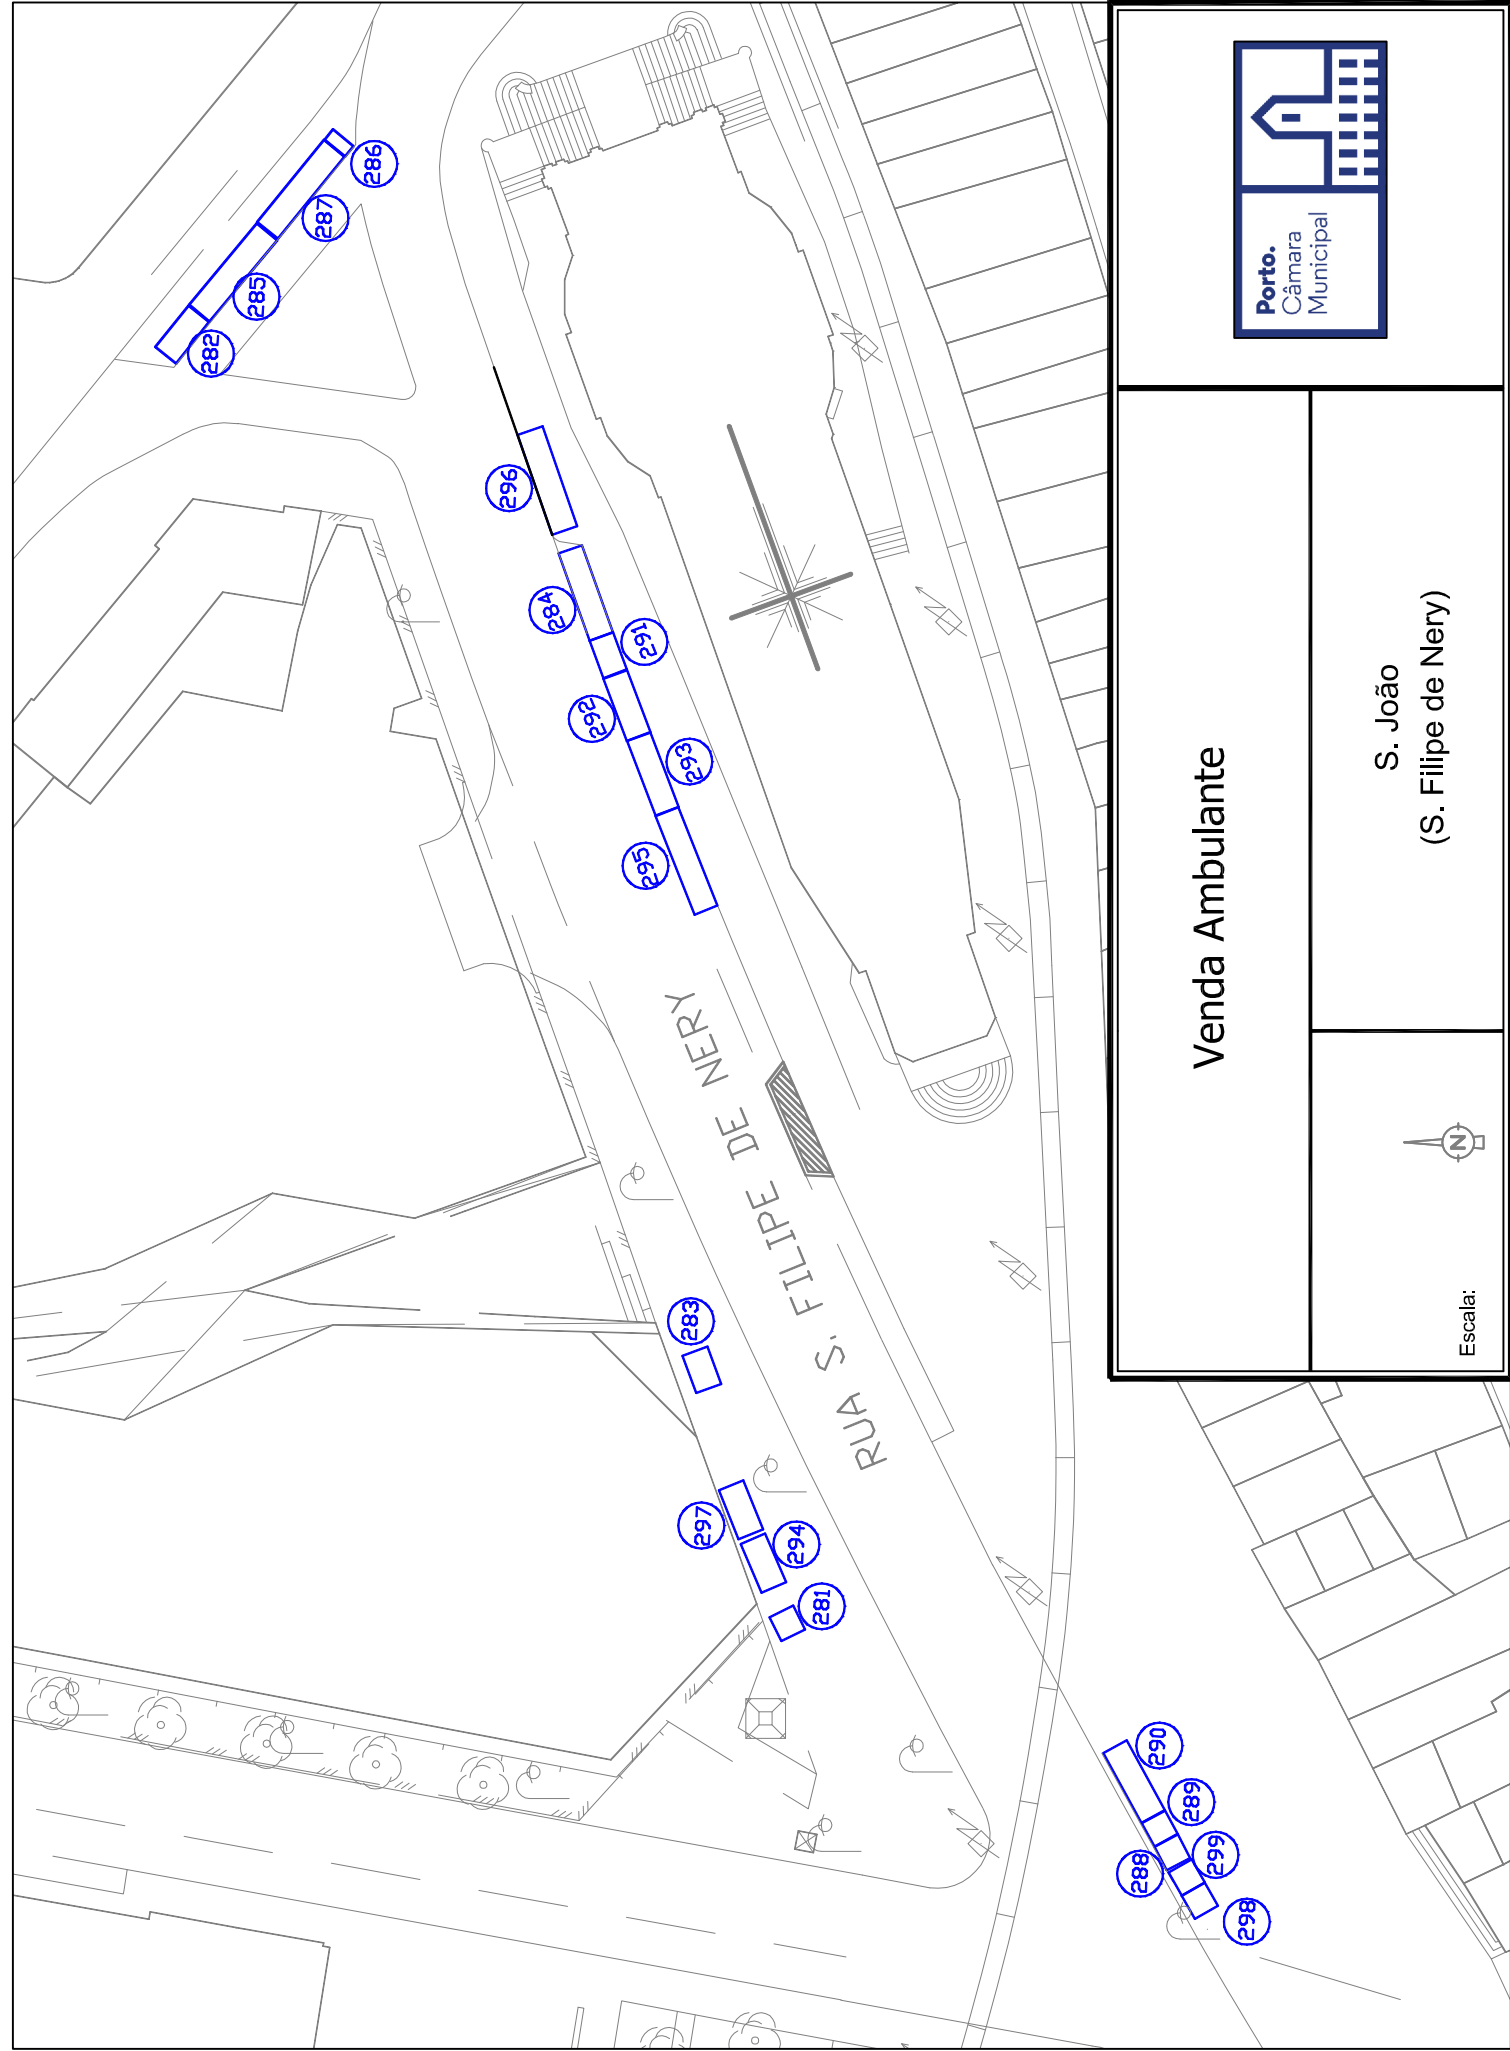 286
287
285
282
296
284
291
292
293
295
RUA S. FILIPE DE NERY
283
297
294
281
290
289
288
299
298
Porto.
Câmara
Municipal
Venda Ambulante
S. João
(S. Filipe de Nery)
N
Escala: